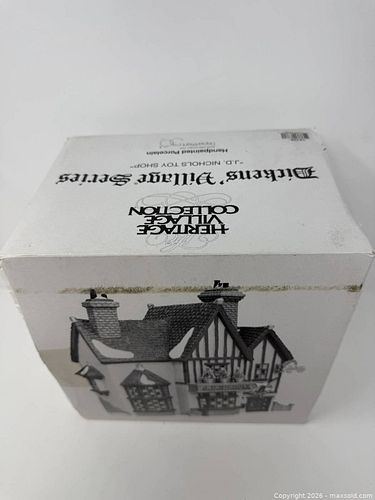 HERITAGE
VILLAGE
COLLECTION
Dickens' Village Series
"J.D. NICHOLS TOY SHOP"
Handpainted Porcelain
Copyright 2026 - maxsold.com